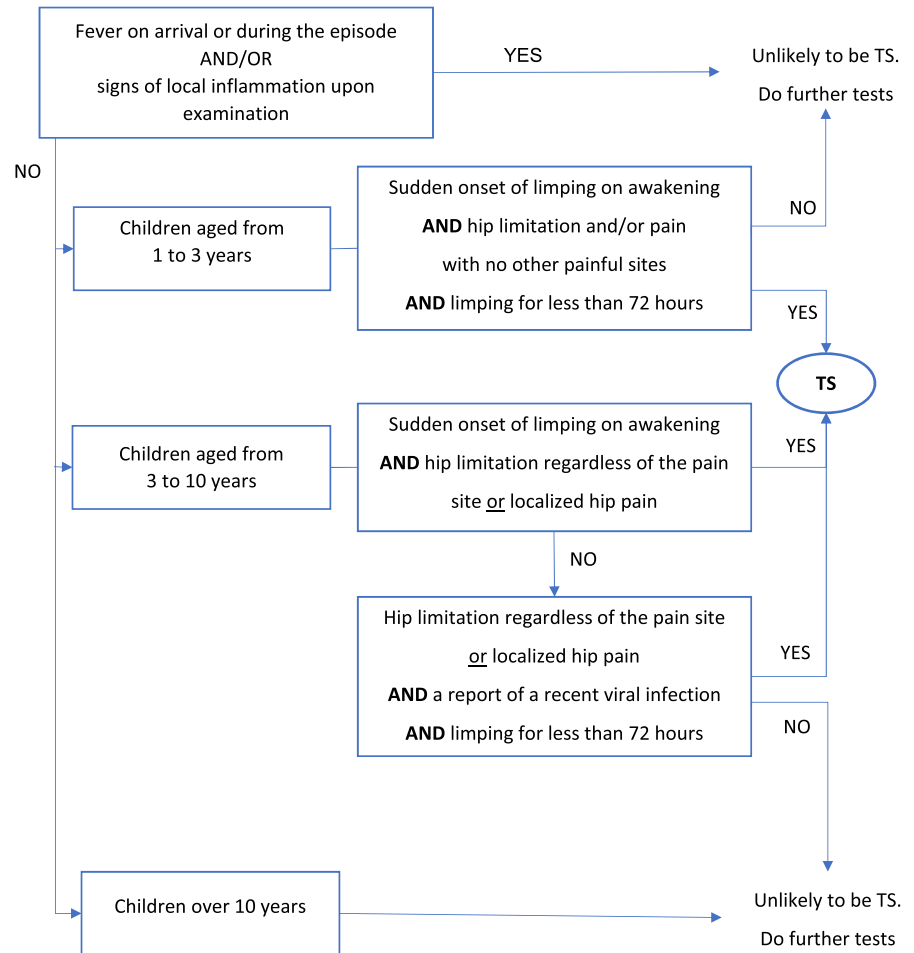 Fever on arrival or during the episode
AND/OR
signs of local inflammation upon
examination
YES
Unlikely to be TS.
Do further tests
NO
Children aged from
1 to 3 years
Sudden onset of limping on awakening
AND hip limitation and/or pain
with no other painful sites
AND limping for less than 72 hours
NO
YES
TS
Children aged from
3 to 10 years
Sudden onset of limping on awakening
AND hip limitation regardless of the pain
site or localized hip pain
YES
NO
Hip limitation regardless of the pain site
or localized hip pain
AND a report of a recent viral infection
AND limping for less than 72 hours
YES
NO
Children over 10 years
Unlikely to be TS.
Do further tests